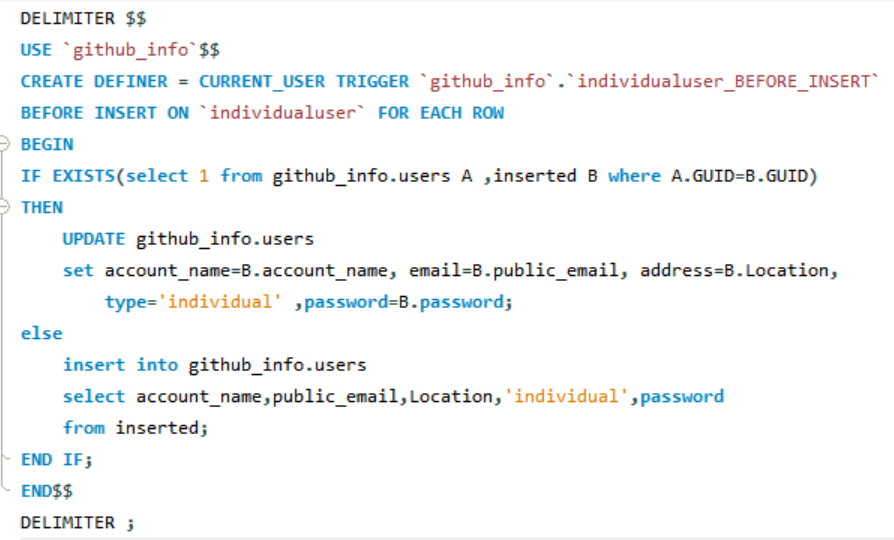 DELIMITER $$
USE `github_info`$$
CREATE DEFINER = CURRENT_USER TRIGGER `github_info`.`individualuser_BEFORE_INSERT`
BEFORE INSERT ON `individualuser` FOR EACH ROW
BEGIN
IF EXISTS(select 1 from github_info.users A ,inserted B where A.GUID=B.GUID)
THEN
    UPDATE github_info.users
    set account_name=B.account_name, email=B.public_email, address=B.Location,
        type='individual' ,password=B.password;
else
    insert into github_info.users
    select account_name,public_email,Location,'individual',password
    from inserted;
END IF;
END$$
DELIMITER ;